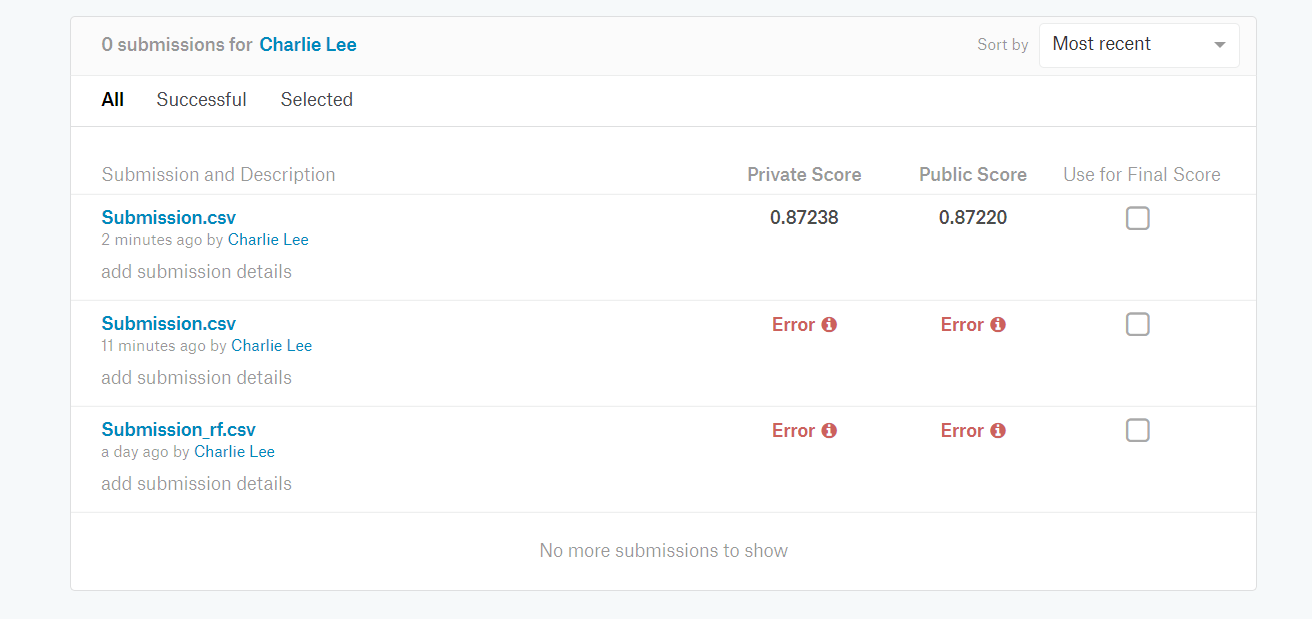 0 submissions for Charlie Lee Sort by Most recent
All Successful Selected
Submission and Description Private Score Public Score Use for Final Score
Submission.csv 0.87238 0.87220
2 minutes ago by Charlie Lee
add submission details
Submission.csv Error Error
11 minutes ago by Charlie Lee
add submission details
Submission_rf.csv Error Error
a day ago by Charlie Lee
add submission details
No more submissions to show